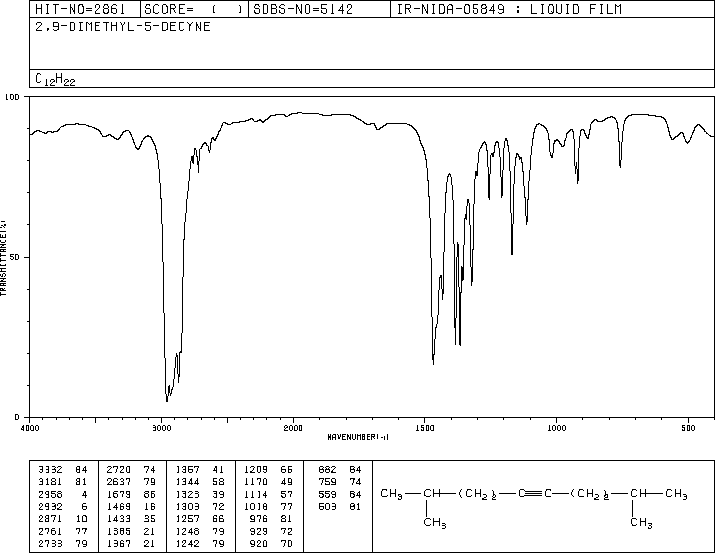 HIT-NO=2861 SCORE= ( ) SDBS-NO=5142 IR-NIDA-05849 : LIQUID FILM
2,9-DIMETHYL-5-DECYNE
C12H22
100
50
0
TRANSMITTANCE(%)
4000 3000 2000 1500 1000 500
WAVENUMBER(-1)
3332 84 2720 74 1367 41 1209 66 682 84
3181 81 2637 79 1344 58 1170 49 759 74
2958 4 1679 86 1323 39 1114 57 559 84
2932 6 1469 16 1303 72 1018 77 503 81
2871 10 1433 35 1257 66 976 81
2761 77 1385 21 1248 79 929 72
2733 79 1367 21 1242 79 920 70
CH3—CH—(CH2)2—C≡C—(CH2)2—CH—CH3
CH3 CH3